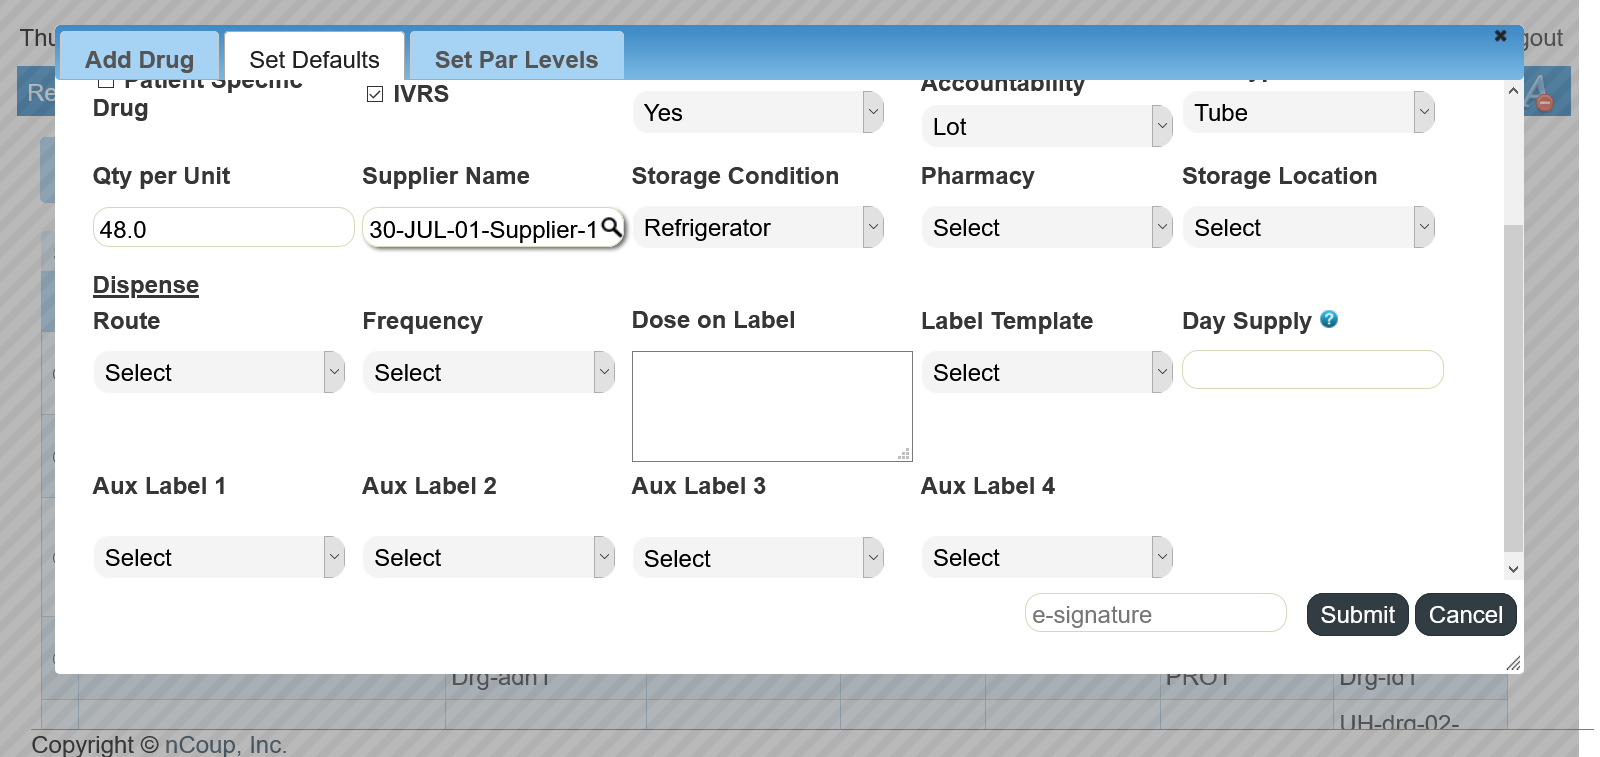 Thu
gout
Add Drug
Set Defaults
Set Par Levels
Re
Patient Specific
Drug
IVRS
Yes
Accountability
Lot
Tube
Qty per Unit
Supplier Name
Storage Condition
Pharmacy
Storage Location
48.0
30-JUL-01-Supplier-1
Refrigerator
Select
Select
Dispense
Route
Frequency
Dose on Label
Label Template
Day Supply
Select
Select
Select
Aux Label 1
Aux Label 2
Aux Label 3
Aux Label 4
Select
Select
Select
Select
e-signature
Submit
Cancel
Drg-adn1
PROT
Drg-id1
UH-drg-02-
Copyright © nCoup, Inc.